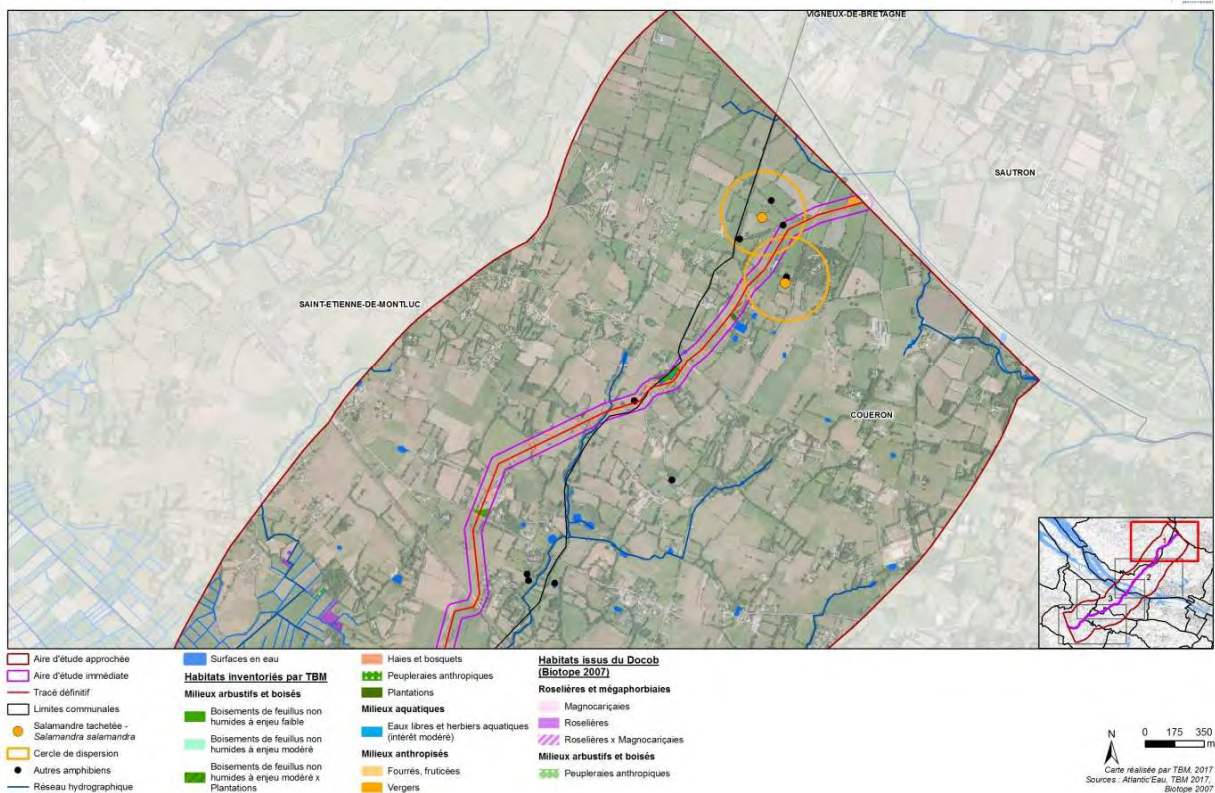 VIGNEUX-DE-BRETAGNE
SAUTRON
SAINT-ETIENNE-DE-MONTLUC
COUERON
1
2
3
Aire d'étude approchée
Aire d'étude immédiate
Tracé définitif
Limites communales
Salamandre tachetée -
Salamandra salamandra
Cercle de dispersion
Autres amphibiens
Réseau hydrographique
Surfaces en eau
Habitats inventoriés par TBM
Milieux arbustifs et boisés
Boisements de feuillus non
humides à enjeu faible
Boisements de feuillus non
humides à enjeu modéré
Boisements de feuillus non
humides à enjeu modéré x
Plantations
Haies et bosquets
Peupleraies anthropiques
Plantations
Milieux aquatiques
Eaux libres et herbiers aquatiques
(intérêt modéré)
Milieux anthropisés
Fourrés, fruticées
Vergers
Habitats issus du Docob
(Biotope 2007)
Roselières et mégaphorbiaies
Magnocariçaies
Roselières
Roselières x Magnocariçaies
Milieux arbustifs et boisés
Peupleraies anthropiques
N
0 175 350
m
Carte réalisée par TBM, 2017
Sources : Atlantic'Eau, TBM 2017,
Biotope 2007